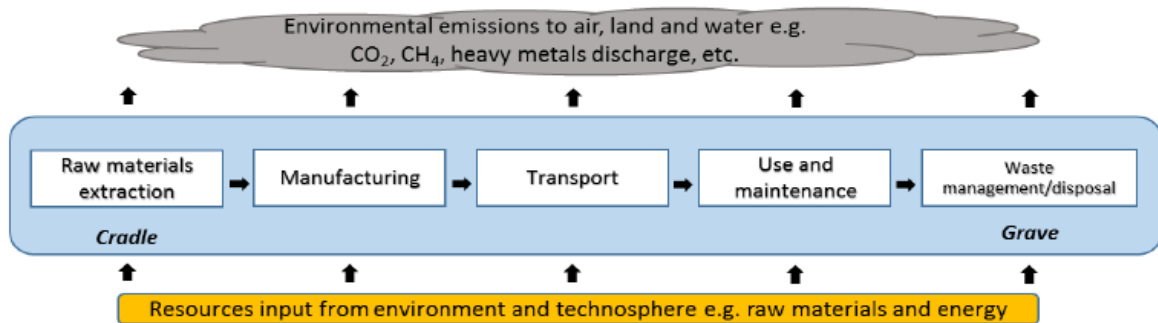 Environmental emissions to air, land and water e.g.
CO₂, CH₄, heavy metals discharge, etc.
Raw materials
extraction
Manufacturing
Transport
Use and
maintenance
Waste
management/disposal
Cradle
Grave
Resources input from environment and technosphere e.g. raw materials and energy